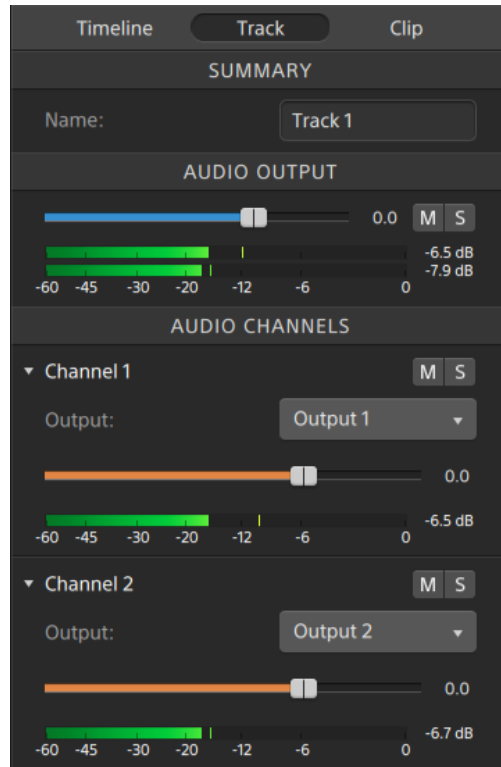 Timeline Track Clip
SUMMARY
Name: Track 1
AUDIO OUTPUT
0.0 M S
-6.5 dB
-7.9 dB
-60 -45 -30 -20 -12 -6 0
AUDIO CHANNELS
Channel 1 M S
Output: Output 1
0.0
-6.5 dB
-60 -45 -30 -20 -12 -6 0
Channel 2 M S
Output: Output 2
0.0
-6.7 dB
-60 -45 -30 -20 -12 -6 0